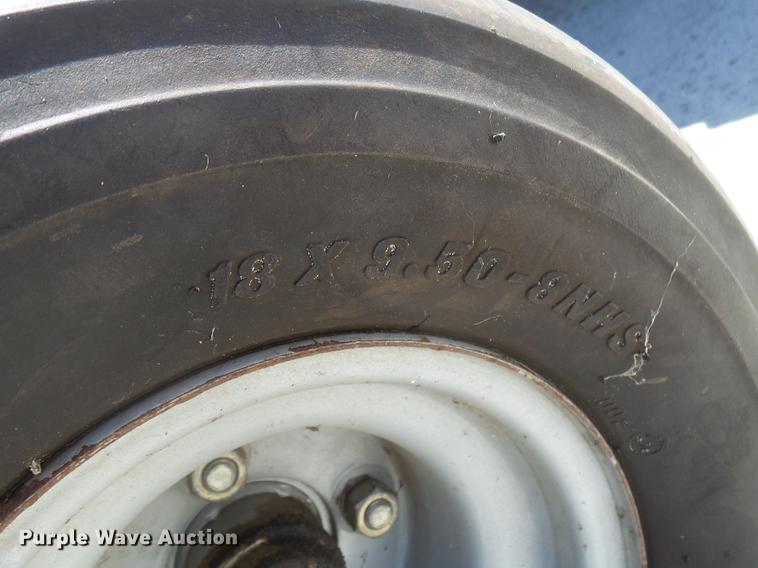 18 X 9.50-8NHS
Purple Wave Auction